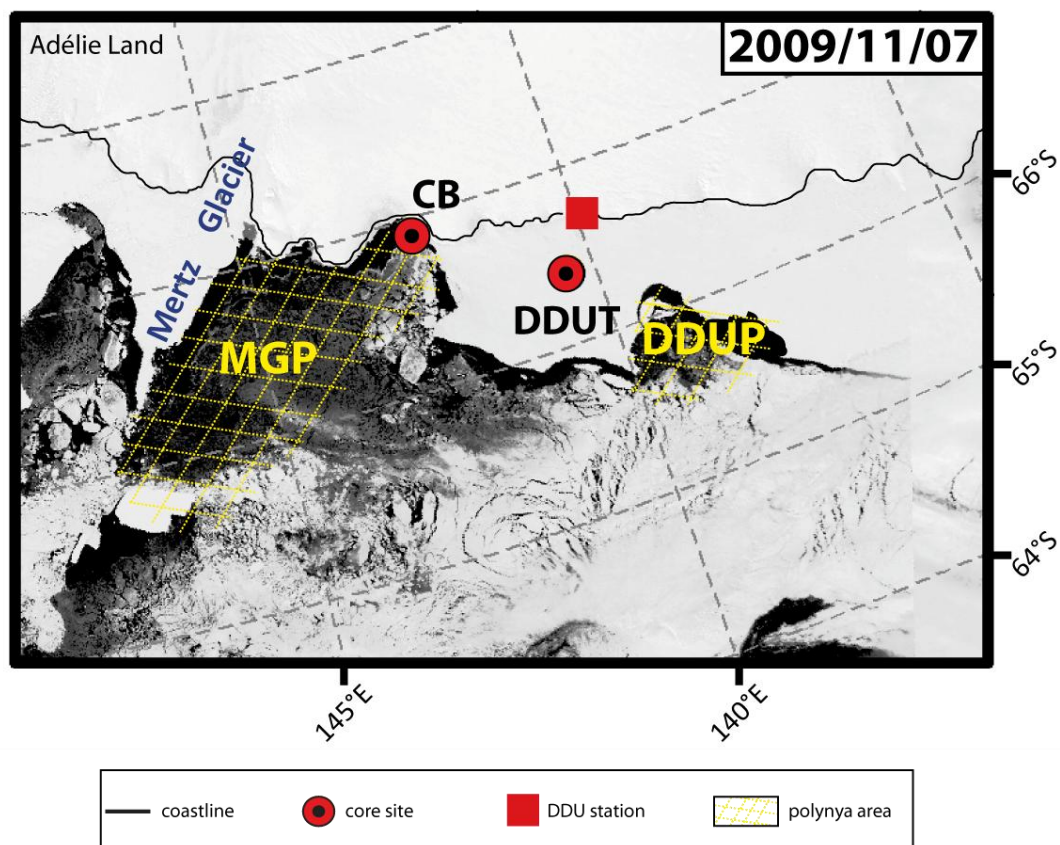 Adélie Land
2009/11/07
Mertz Glacier
CB
DDUT
MGP
DDUP
66°S
65°S
64°S
145°E
140°E
coastline
core site
DDU station
polynya area